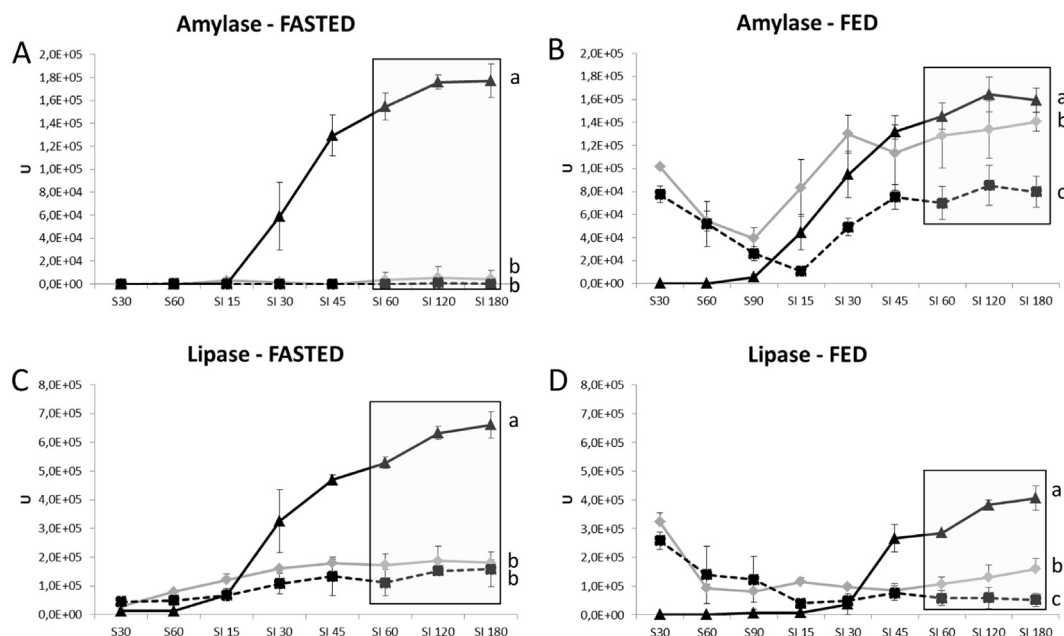 Amylase - FASTED
A
2,0E+05
1,8E+05
1,6E+05
1,4E+05
1,2E+05
1,0E+05
8,0E+04
6,0E+04
4,0E+04
2,0E+04
0,0E+00
U
a
b
b
S30 S60 SI 15 SI 30 SI 45 SI 60 SI 120 SI 180
Amylase - FED
B
2,0E+05
1,8E+05
1,6E+05
1,4E+05
1,2E+05
1,0E+05
8,0E+04
6,0E+04
4,0E+04
2,0E+04
0,0E+00
U
a
b
c
S30 S60 S90 SI 15 SI 30 SI 45 SI 60 SI 120 SI 180
Lipase - FASTED
C
8,0E+05
7,0E+05
6,0E+05
5,0E+05
4,0E+05
3,0E+05
2,0E+05
1,0E+05
0,0E+00
U
a
b
b
S30 S60 SI 15 SI 30 SI 45 SI 60 SI 120 SI 180
Lipase - FED
D
8,0E+05
7,0E+05
6,0E+05
5,0E+05
4,0E+05
3,0E+05
2,0E+05
1,0E+05
0,0E+00
U
a
b
c
S30 S60 S90 SI 15 SI 30 SI 45 SI 60 SI 120 SI 180